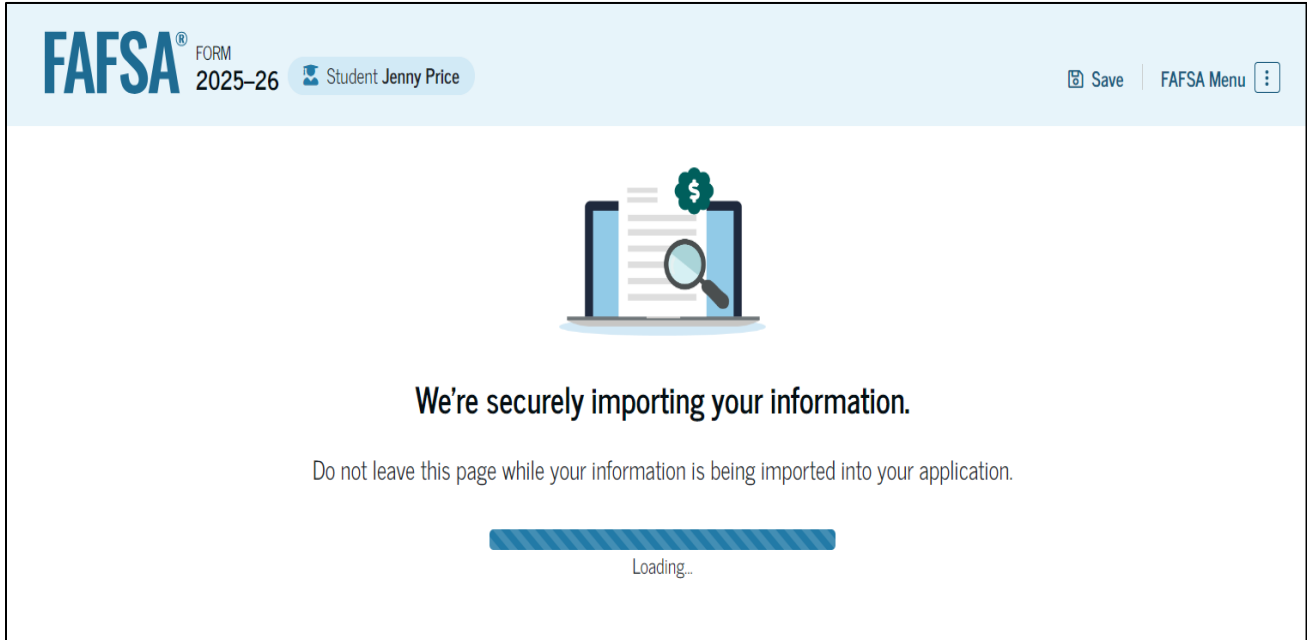 FAFSA® FORM
2025–26
Student Jenny Price
Save
FAFSA Menu
$
We're securely importing your information.
Do not leave this page while your information is being imported into your application.
Loading...